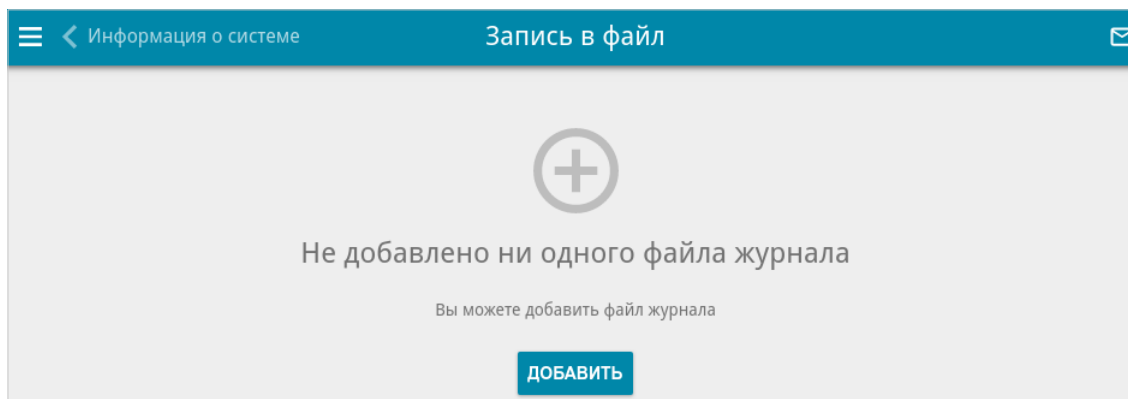 Информация о системе
Запись в файл
Не добавлено ни одного файла журнала
Вы можете добавить файл журнала
ДОБАВИТЬ